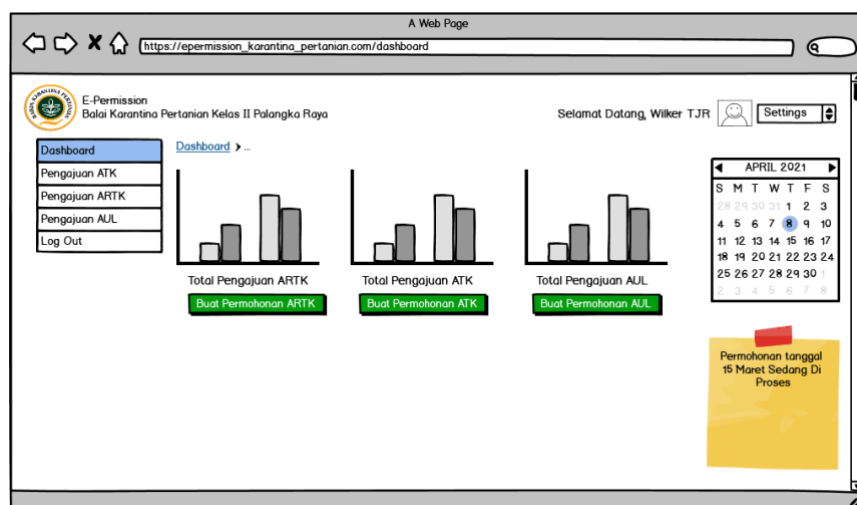 A Web Page
https://epermission_karantina_pertanian.com/dashboard
E-Permission
Balai Karantina Pertanian Kelas II Palangka Raya
Selamat Datang, Wilker TJR
Settings
Dashboard
Pengajuan ATK
Pengajuan ARTK
Pengajuan AUL
Log Out
Dashboard > ...
Total Pengajuan ARTK
Buat Permohonan ARTK
Total Pengajuan ATK
Buat Permohonan ATK
Total Pengajuan AUL
Buat Permohonan AUL
APRIL 2021
S M T W T F S
28 29 30 31 1 2 3
4 5 6 7 8 9 10
11 12 13 14 15 16 17
18 19 20 21 22 23 24
25 26 27 28 29 30 1
2 3 4 5 6 7 8
Permohonan tanggal
15 Maret Sedang Di
Proses